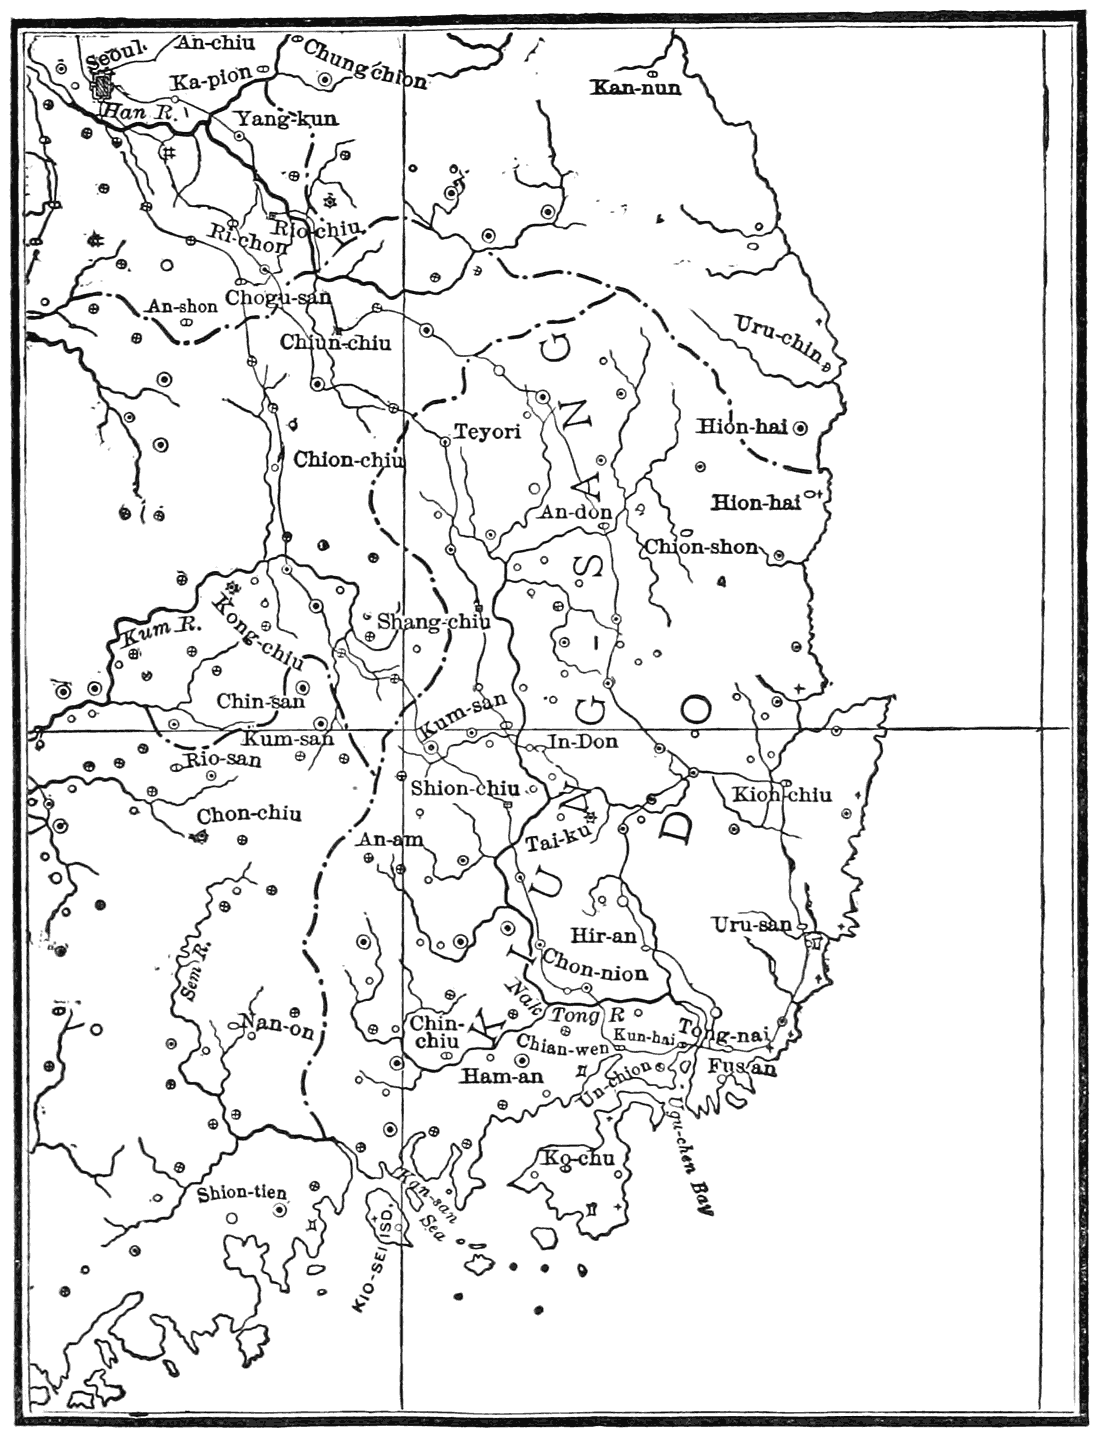 Seoul
An-chiu
Chung chion
Ka-pion
Kan-nun
Han R.
Yang-kun
Rio-chiu
Ri-chon
Chogu-san
An-shon
Chiun-chiu
Uru-chin
Teyori
Hion-hai
Chion-chiu
Hion-hai
An-don
Chion-shon
Kum R.
Kong-chiu
Shang-chiu
Chin-san
Kum-san
Kum-san
In-Don
Rio-san
Shion-chiu
Kion-chiu
Chon-chiu
An-am
Tai-ku
KIUNG-SANG DO
Uru-san
Hir-an
Sem R.
Chon-nion
Nan-on
Chin-
chiu
Nak Tong R
Chian-wen
Kun-hai
Tong-nai
Ham-an
Un-chion
Fusan
Ko-chu
Ugu-chen Bay
Shion-tien
Kan-san
Sea
KIO-SEI ISD.